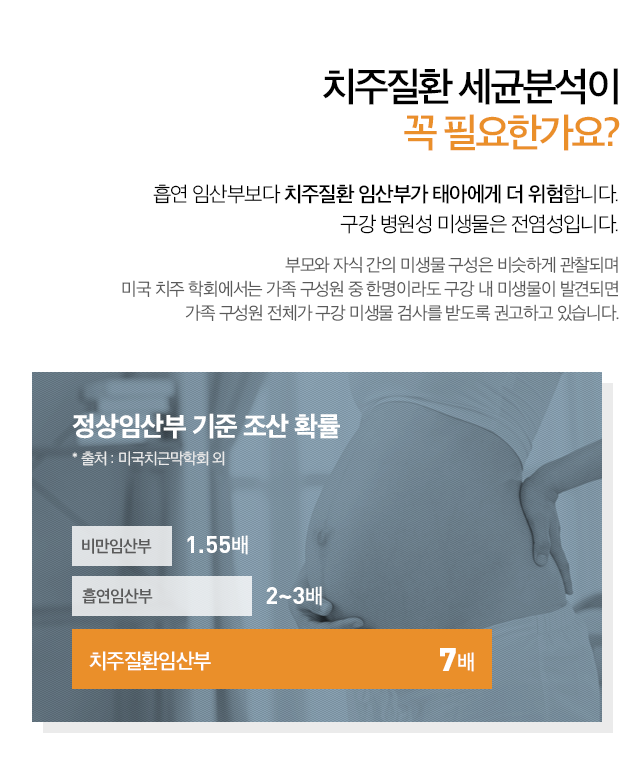 치주질환 세균분석이
꼭 필요한가요?
흡연 임산부보다 치주질환 임산부가 태아에게 더 위험합니다.
구강 병원성 미생물은 전염성입니다.
부모와 자식 간의 미생물 구성은 비슷하게 관찰되며
미국 치주 학회에서는 가족 구성원 중 한명이라도 구강 내 미생물이 발견되면
가족 구성원 전체가 구강 미생물 검사를 받도록 권고하고 있습니다.
정상임산부 기준 조산 확률
* 출처 : 미국치근막학회 외
비만임산부 1.55배
흡연임산부 2~3배
치주질환임산부 7배